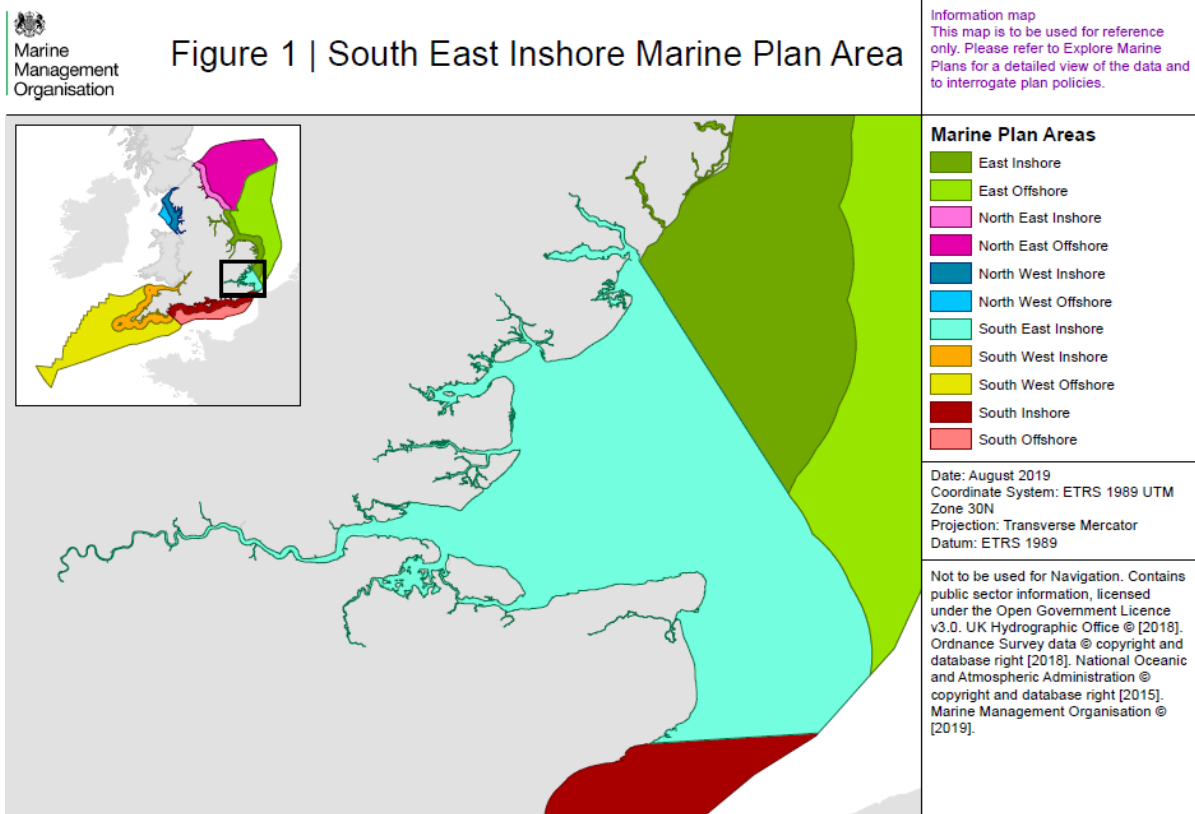 Marine
Management
Organisation
Figure 1 | South East Inshore Marine Plan Area
Information map
This map is to be used for reference
only. Please refer to Explore Marine
Plans for a detailed view of the data and
to interrogate plan policies.
Marine Plan Areas
East Inshore
East Offshore
North East Inshore
North East Offshore
North West Inshore
North West Offshore
South East Inshore
South West Inshore
South West Offshore
South Inshore
South Offshore
Date: August 2019
Coordinate System: ETRS 1989 UTM
Zone 30N
Projection: Transverse Mercator
Datum: ETRS 1989
Not to be used for Navigation. Contains
public sector information, licensed
under the Open Government Licence
v3.0. UK Hydrographic Office © [2018].
Ordnance Survey data © copyright and
database right [2018]. National Oceanic
and Atmospheric Administration ©
copyright and database right [2015].
Marine Management Organisation ©
[2019].